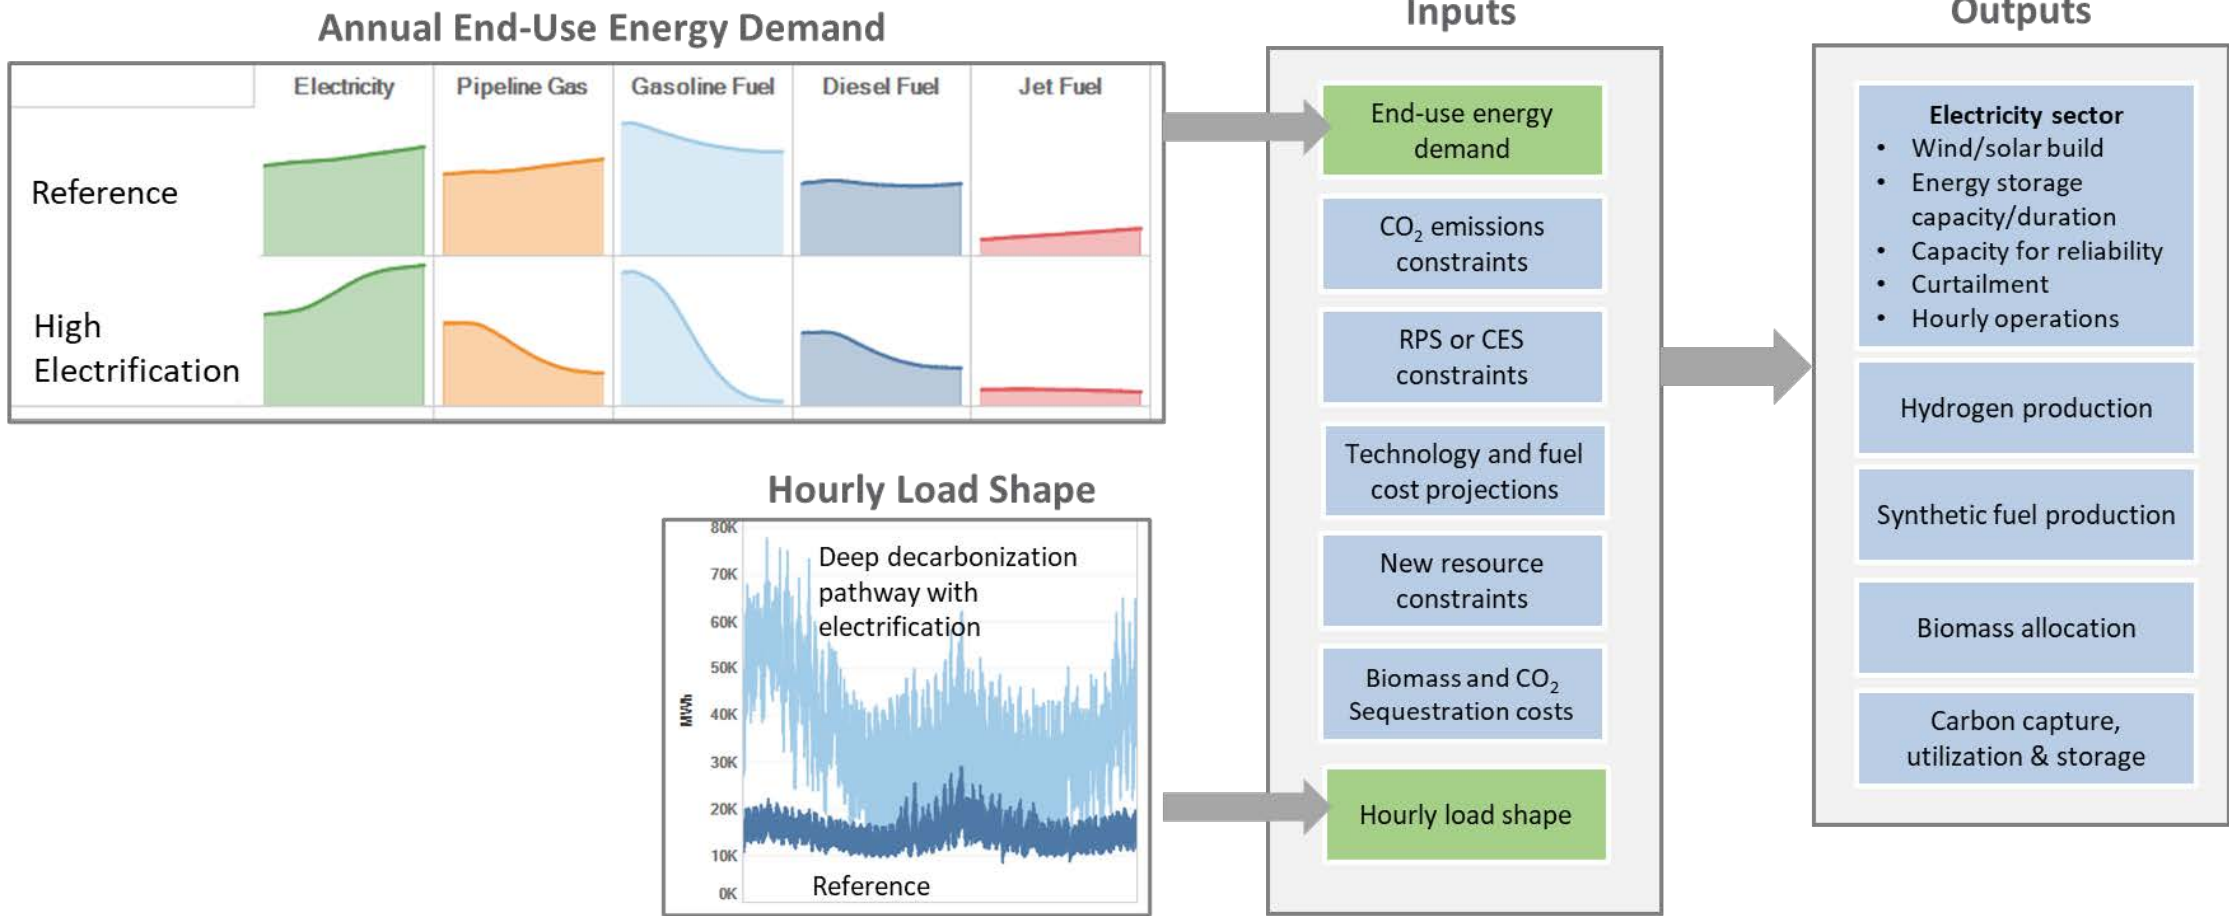 Annual End-Use Energy Demand
Electricity
Pipeline Gas
Gasoline Fuel
Diesel Fuel
Jet Fuel
Reference
High
Electrification
Hourly Load Shape
80K
70K
60K
50K
40K
30K
20K
10K
0K
MWh
Deep decarbonization
pathway with
electrification
Reference
Inputs
End-use energy
demand
CO₂ emissions
constraints
RPS or CES
constraints
Technology and fuel
cost projections
New resource
constraints
Biomass and CO₂
Sequestration costs
Hourly load shape
Outputs
Electricity sector
• Wind/solar build
• Energy storage
capacity/duration
• Capacity for reliability
• Curtailment
• Hourly operations
Hydrogen production
Synthetic fuel production
Biomass allocation
Carbon capture,
utilization & storage